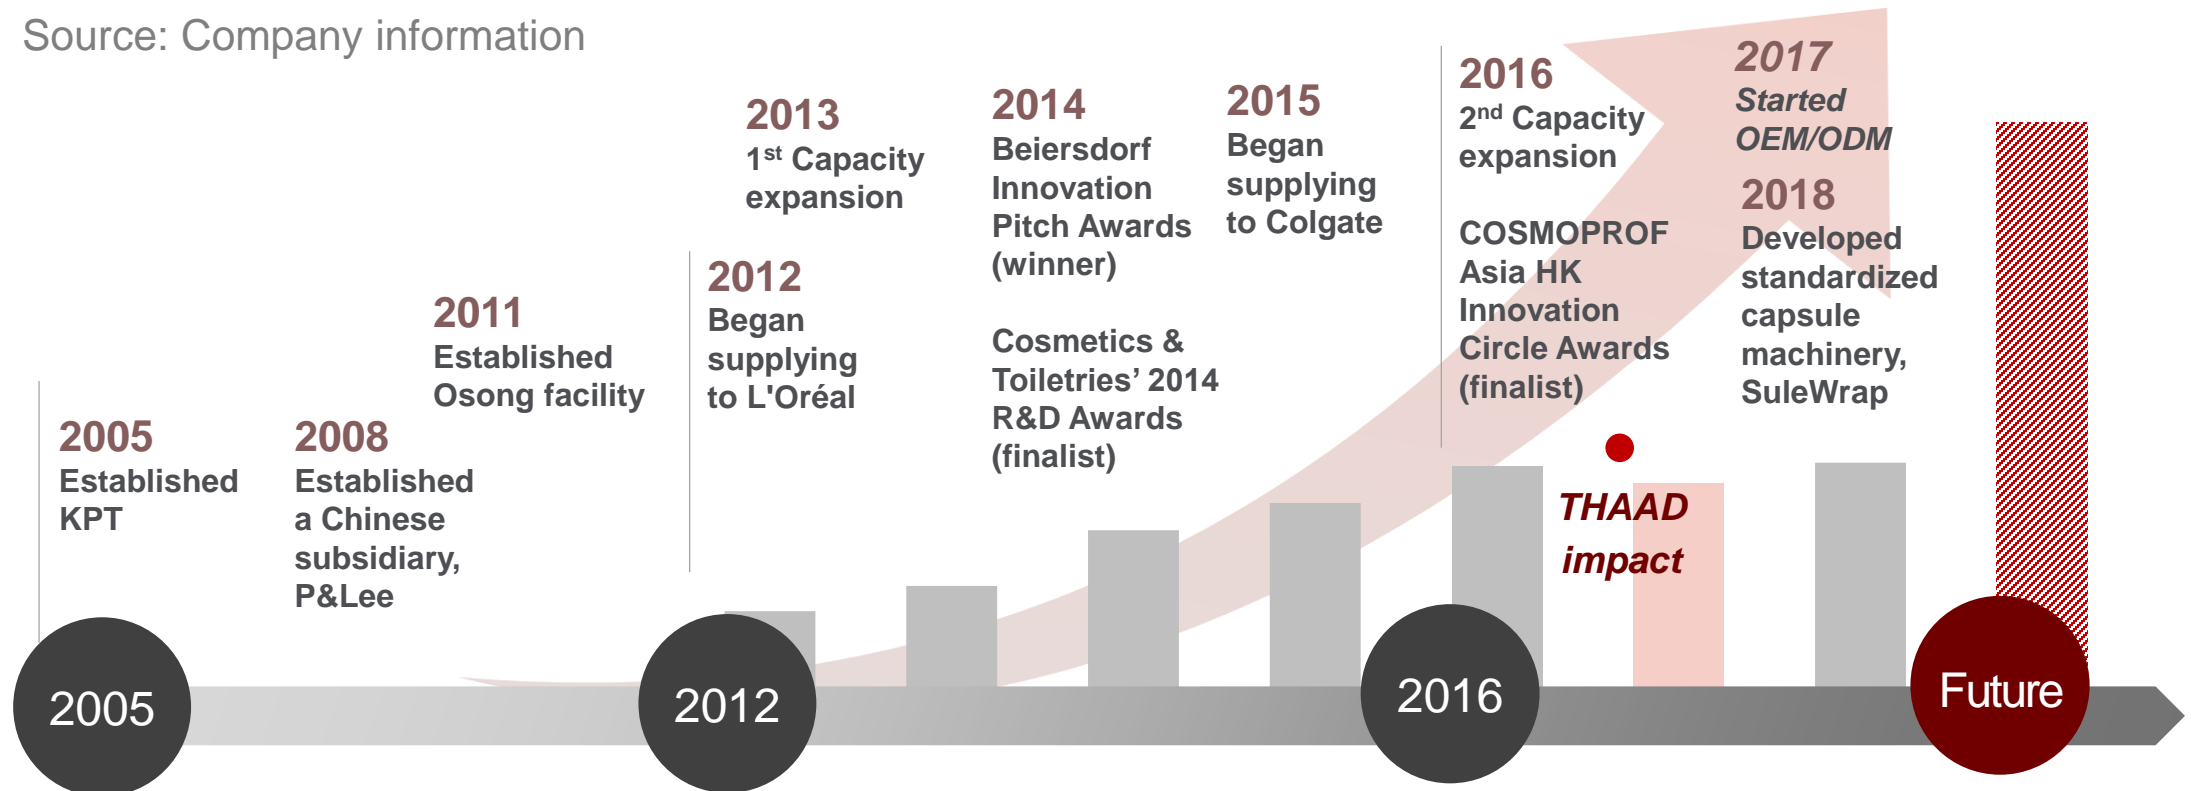 Source: Company information
2005
Established
KPT
2008
Established
a Chinese
subsidiary,
P&Lee
2011
Established
Osong facility
2012
Began
supplying
to L'Oréal
2013
1st Capacity
expansion
2014
Beiersdorf
Innovation
Pitch Awards
(winner)
Cosmetics &
Toiletries’ 2014
R&D Awards
(finalist)
2015
Began
supplying
to Colgate
2016
2nd Capacity
expansion
COSMOPROF
Asia HK
Innovation
Circle Awards
(finalist)
2017
Started
OEM/ODM
2018
Developed
standardized
capsule
machinery,
SuleWrap
THAAD
impact
2005
2012
2016
Future